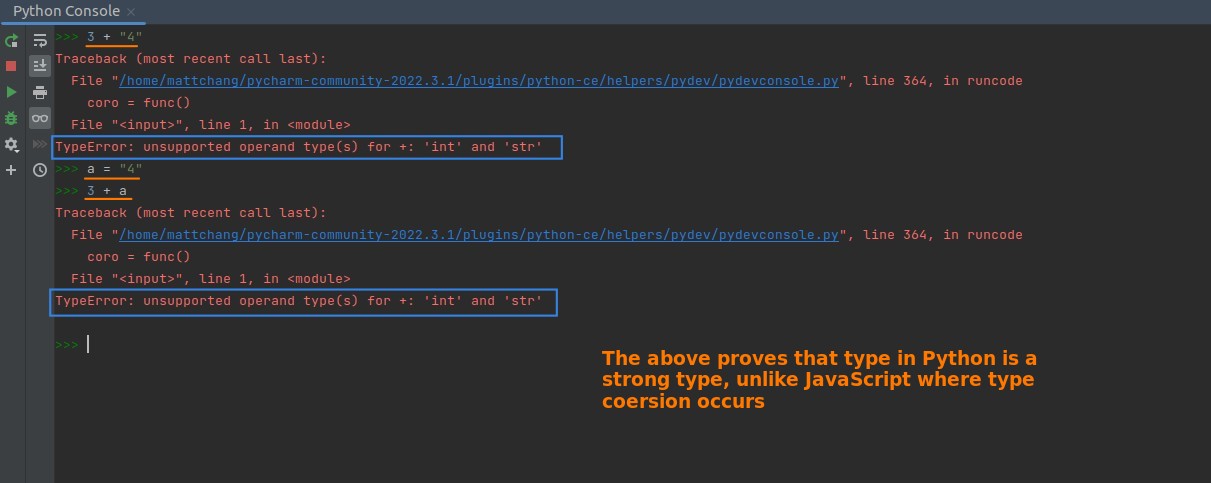 Python Console ×
>>> 3 + "4"
Traceback (most recent call last):
  File "/home/mattchang/pycharm-community-2022.3.1/plugins/python-ce/helpers/pydev/pydevconsole.py", line 364, in runcode
    coro = func()
  File "<input>", line 1, in <module>
TypeError: unsupported operand type(s) for +: 'int' and 'str'
>>> a = "4"
>>> 3 + a
Traceback (most recent call last):
  File "/home/mattchang/pycharm-community-2022.3.1/plugins/python-ce/helpers/pydev/pydevconsole.py", line 364, in runcode
    coro = func()
  File "<input>", line 1, in <module>
TypeError: unsupported operand type(s) for +: 'int' and 'str'
>>>
The above proves that type in Python is a
strong type, unlike JavaScript where type
coersion occurs